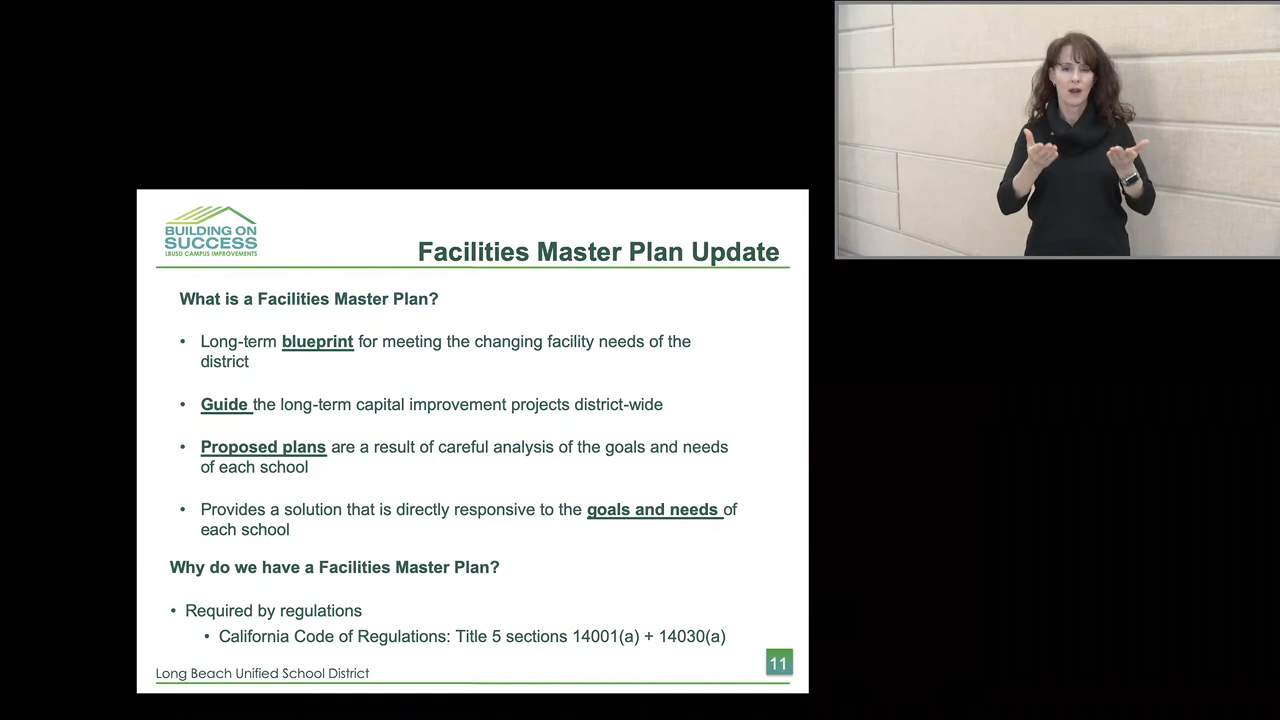 BUILDING ON
SUCCESS
LBUSD CAMPUS IMPROVEMENTS
Facilities Master Plan Update
What is a Facilities Master Plan?
• Long-term blueprint for meeting the changing facility needs of the
district
• Guide the long-term capital improvement projects district-wide
• Proposed plans are a result of careful analysis of the goals and needs
of each school
• Provides a solution that is directly responsive to the goals and needs of
each school
Why do we have a Facilities Master Plan?
• Required by regulations
• California Code of Regulations: Title 5 sections 14001(a) + 14030(a)
11
Long Beach Unified School District